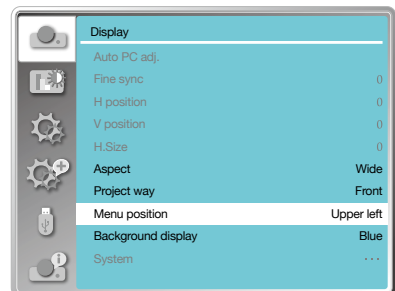 Display
Auto PC adj.
Fine sync 0
H position 0
V position 0
H.Size 0
Aspect Wide
Project way Front
Menu position Upper left
Background display Blue
System ...